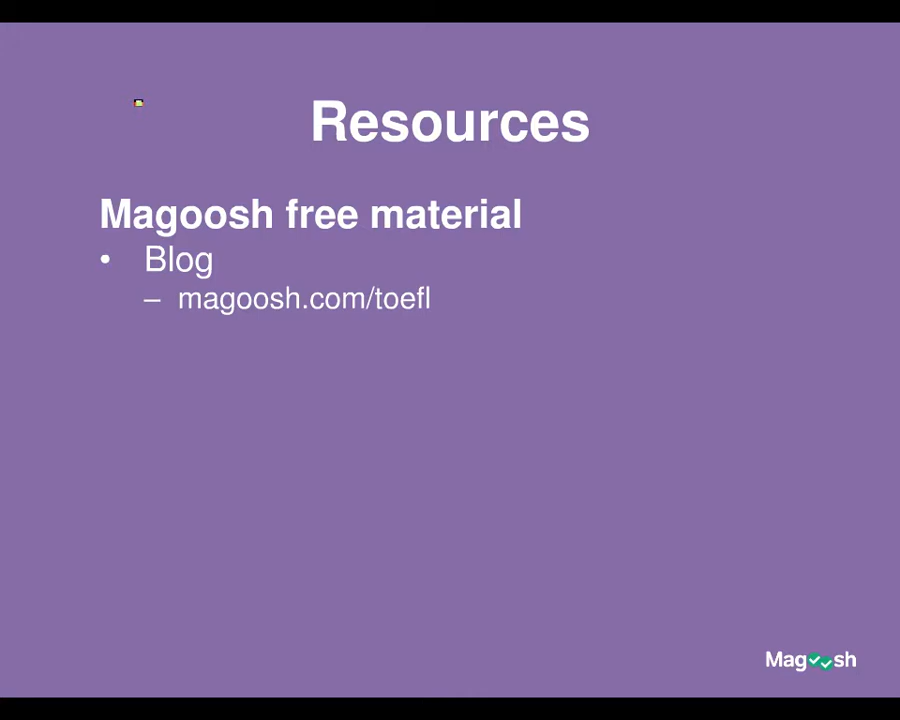 Resources
Magoosh free material
• Blog
– magoosh.com/toefl
Magoosh